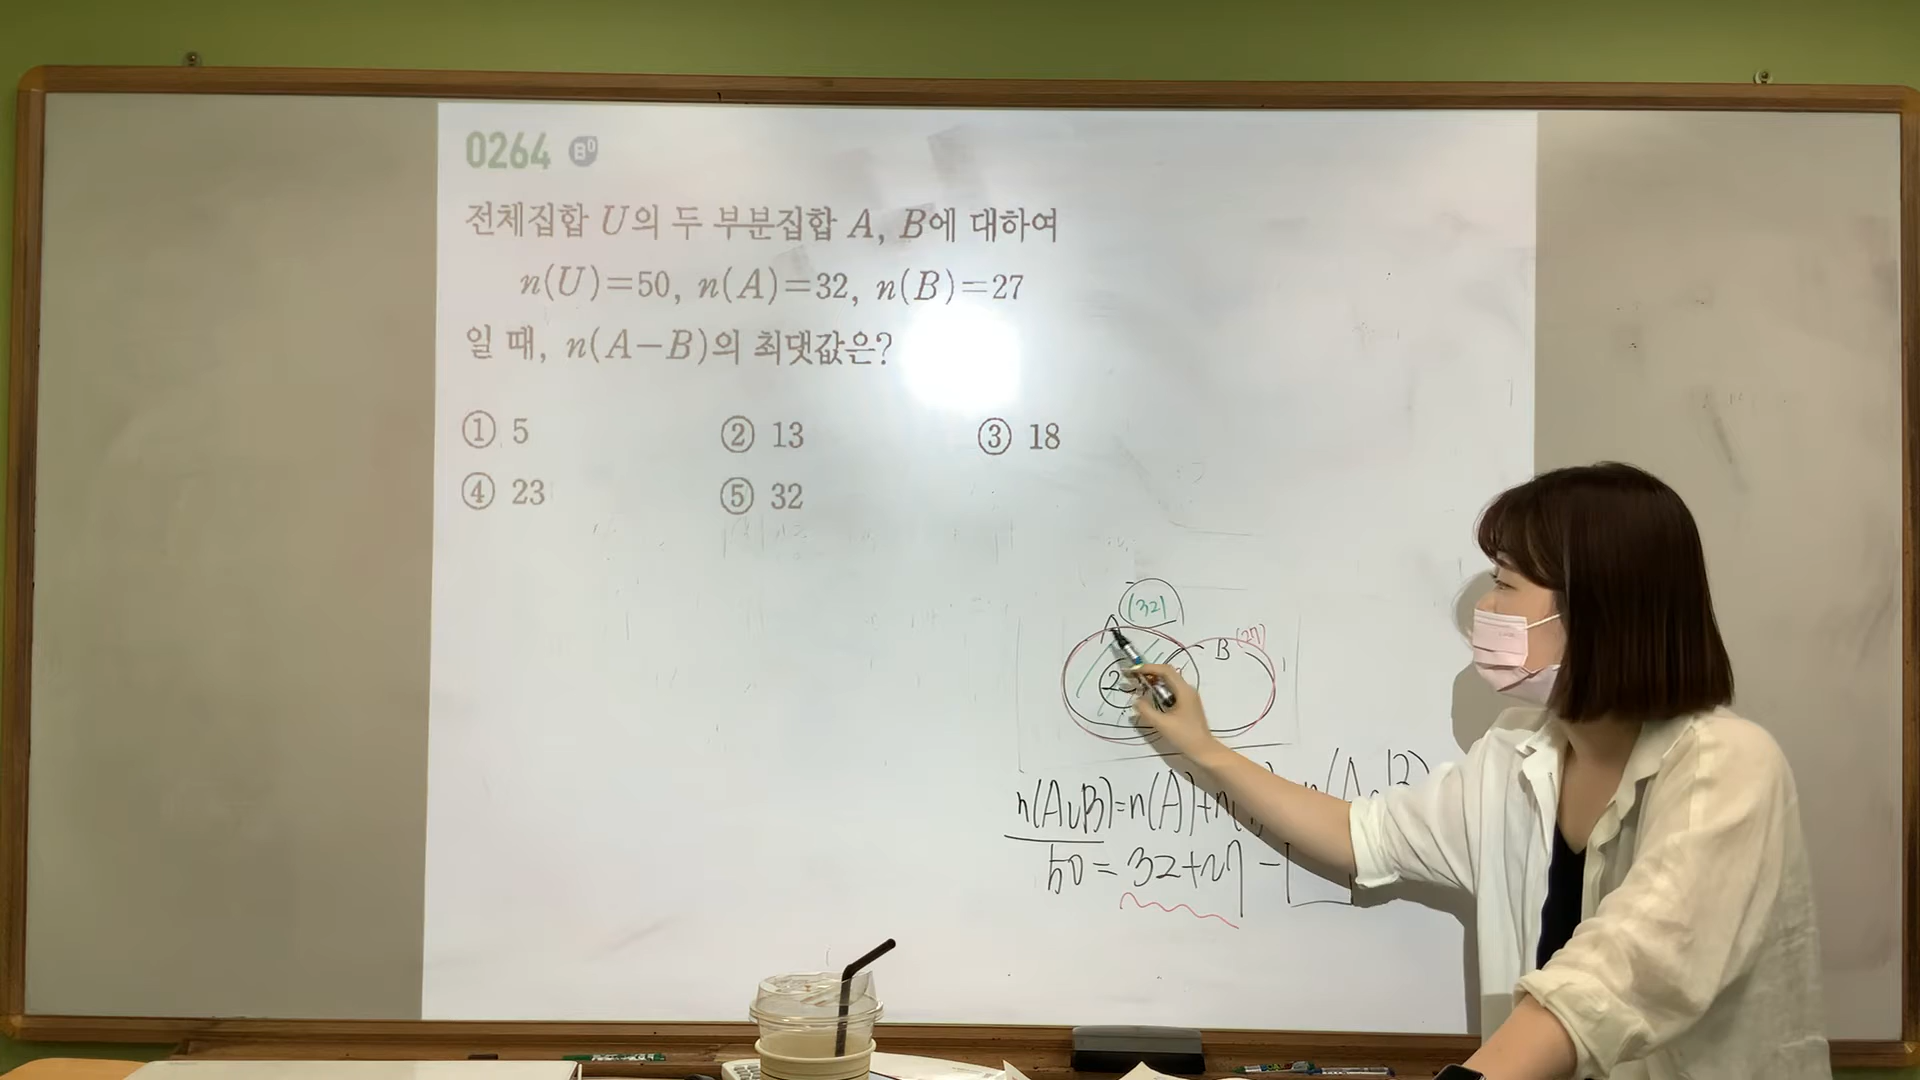 0264
전체집합 U의 두 부분집합 A, B에 대하여
n(U)=50, n(A)=32, n(B)=27
일 때, n(A-B)의 최댓값은?
① 5 ② 13 ③ 18
④ 23 ⑤ 32
(32)
A B (27)
n(A∪B)=n(A)+n(
50=32+27-